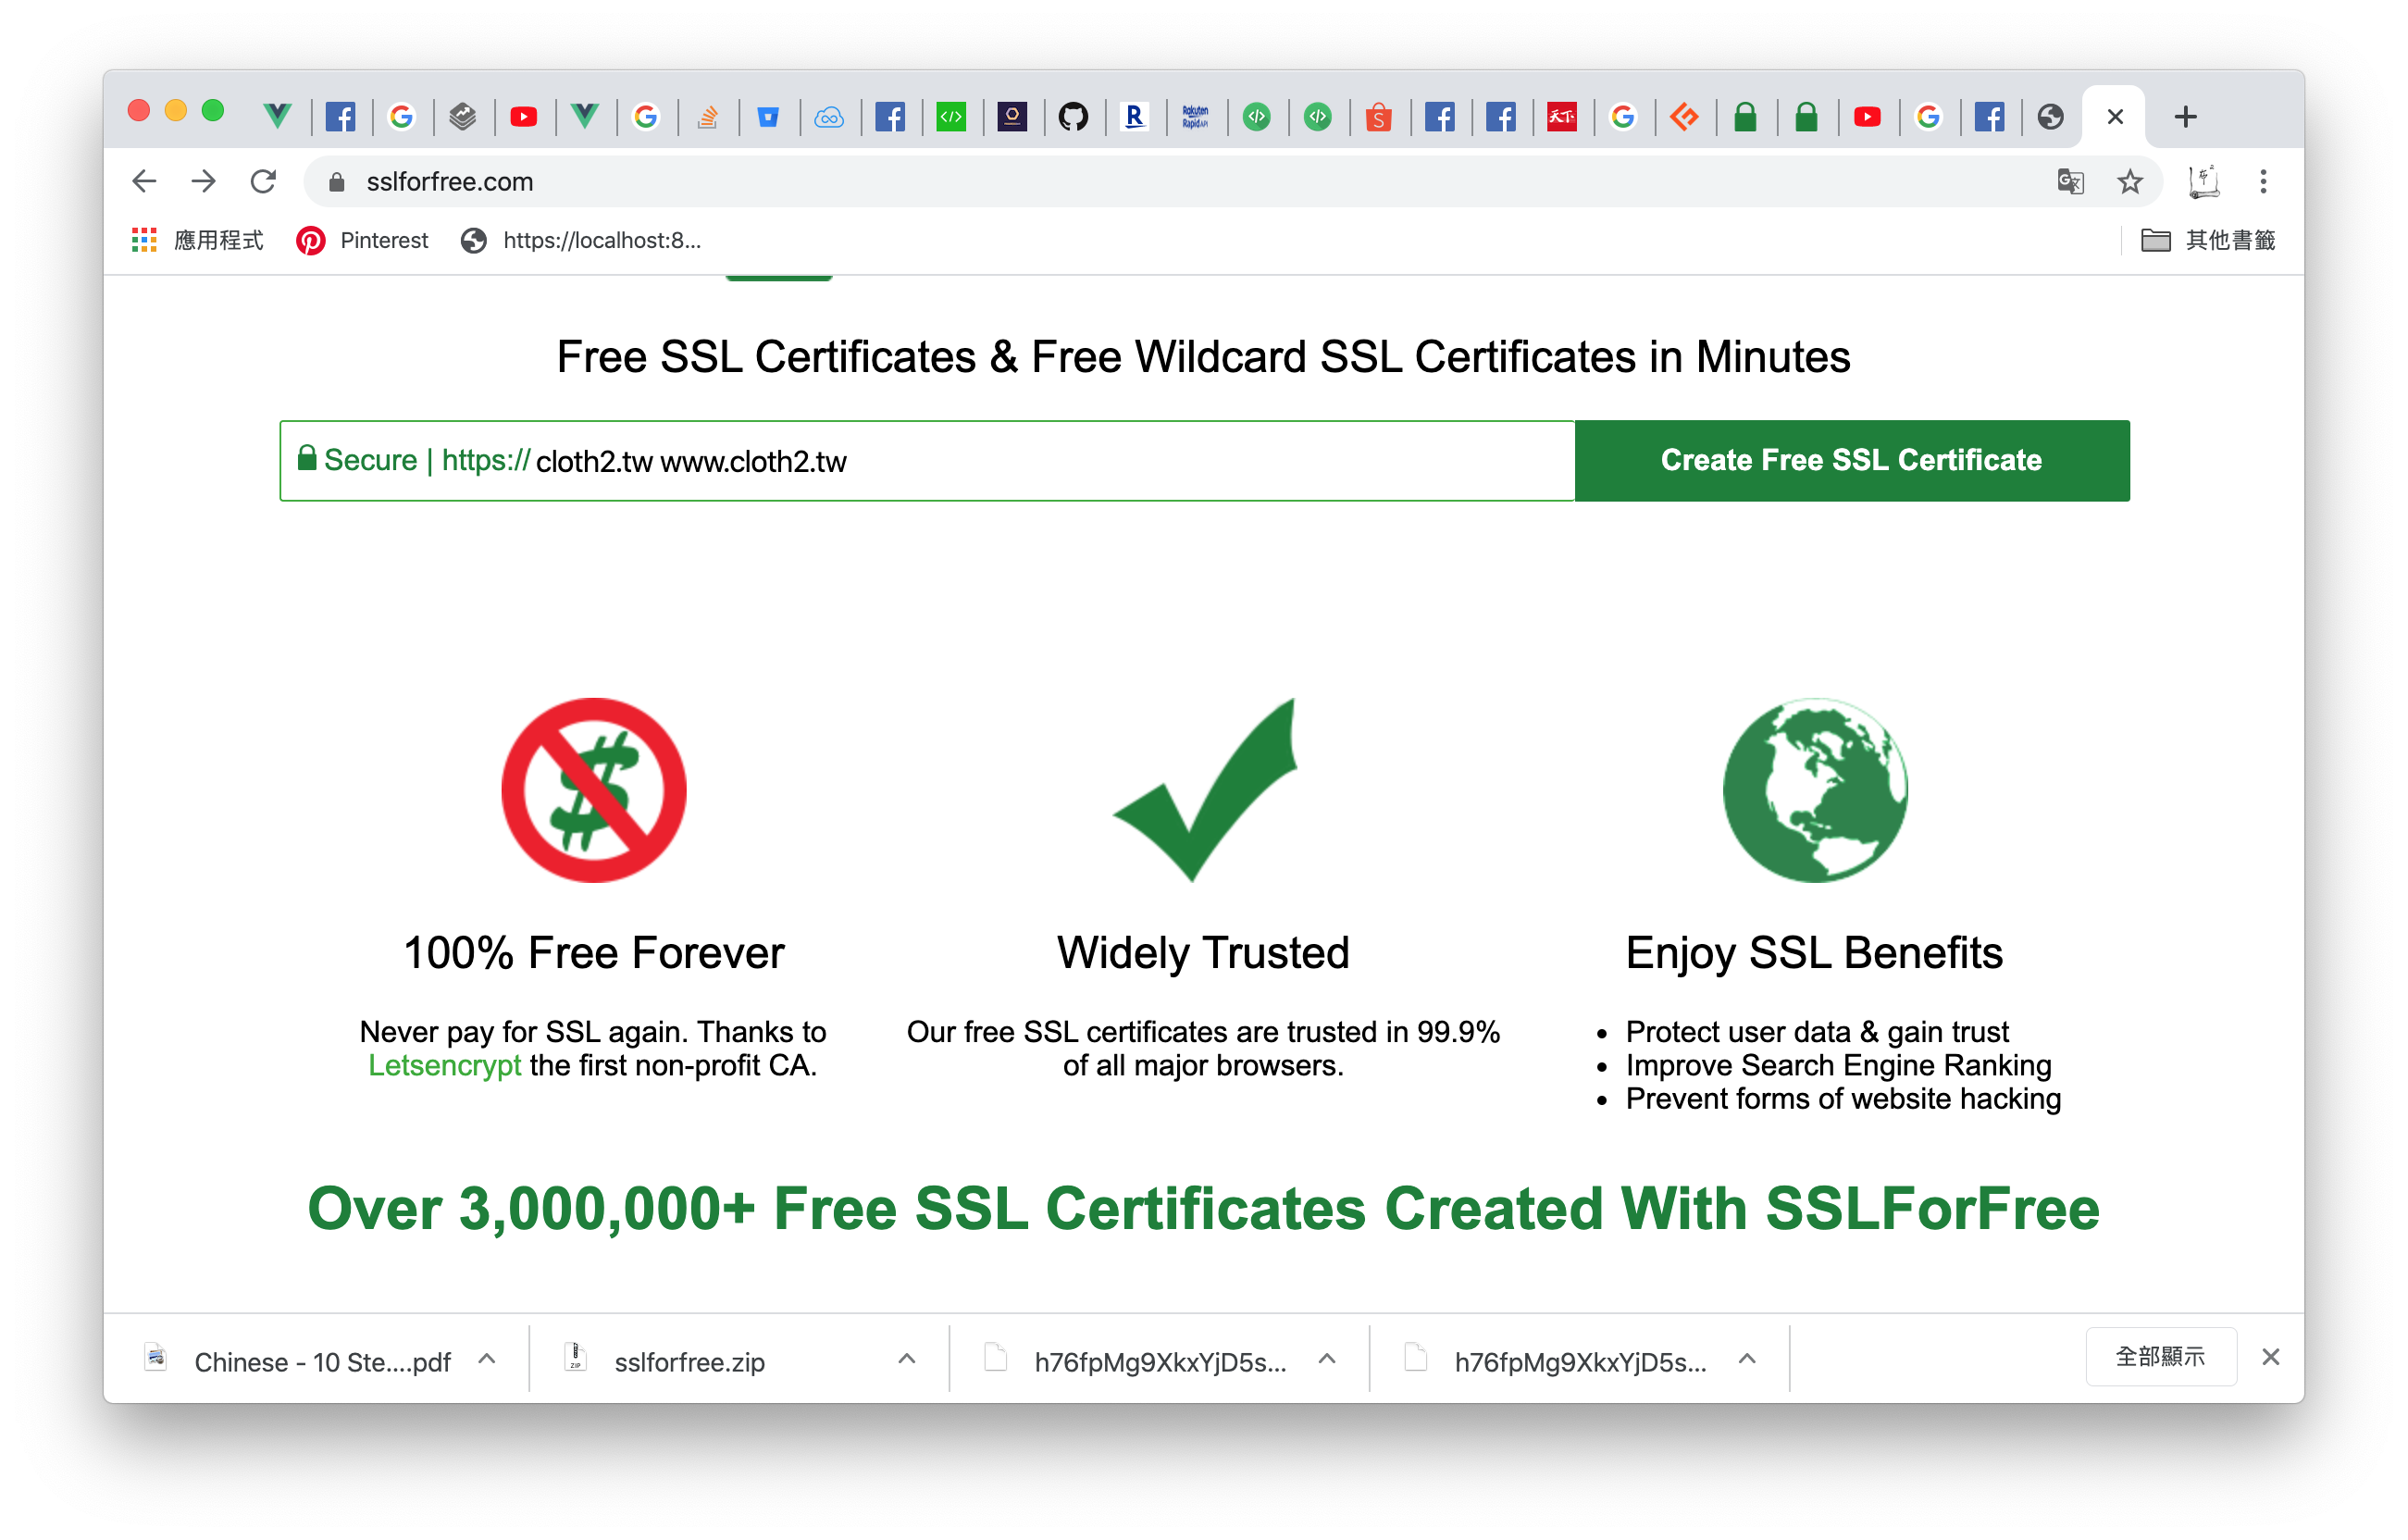 sslforfree.com
應用程式 Pinterest https://localhost:8... 其他書籤
Free SSL Certificates & Free Wildcard SSL Certificates in Minutes
Secure | https:// cloth2.tw www.cloth2.tw Create Free SSL Certificate
100% Free Forever
Never pay for SSL again. Thanks to
Letsencrypt the first non-profit CA.
Widely Trusted
Our free SSL certificates are trusted in 99.9%
of all major browsers.
Enjoy SSL Benefits
• Protect user data & gain trust
• Improve Search Engine Ranking
• Prevent forms of website hacking
Over 3,000,000+ Free SSL Certificates Created With SSLForFree
Chinese - 10 Ste....pdf sslforfree.zip h76fpMg9XkxYjD5s... h76fpMg9XkxYjD5s... 全部顯示